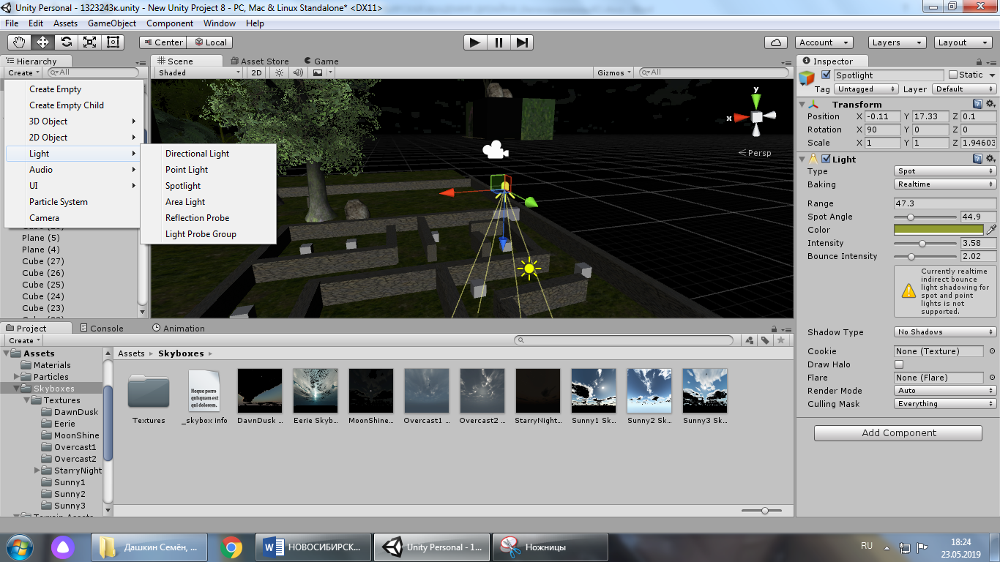 Unity Personal - 1323243к.unity - New Unity Project 8 - PC, Mac & Linux Standalone* <DX11>
File Edit Assets GameObject Component Window Help
Center Local Account Layers Layout
Hierarchy
Create All
Create Empty
Create Empty Child
3D Object
2D Object
Light
Audio
UI
Particle System
Camera
Directional Light
Point Light
Spotlight
Area Light
Reflection Probe
Light Probe Group
Plane (5)
Plane (4)
Cube (27)
Cube (26)
Cube (25)
Cube (24)
Cube (23)
Scene Asset Store Game
Shaded 2D Gizmos All
y
x
Persp
Inspector
Spotlight Static
Tag Untagged Layer Default
Transform
Position X -0.11 Y 17.33 Z 0.1
Rotation X 90 Y 0 Z 0
Scale X 1 Y 1 Z 1.94603
Light
Type Spot
Baking Realtime
Range 47.3
Spot Angle 44.9
Color
Intensity 3.58
Bounce Intensity 2.02
Currently realtime
indirect bounce
light shadowing for
spot and point
lights is not
supported.
Shadow Type No Shadows
Cookie None (Texture)
Draw Halo
Flare None (Flare)
Render Mode Auto
Culling Mask Everything
Add Component
Project Console Animation
Create
Assets
Materials
Particles
Skyboxes
Textures
DawnDusk
Eerie
MoonShine
Overcast1
Overcast2
StarryNight
Sunny1
Sunny2
Sunny3
Terrain Assets
Assets Skyboxes
Neque porro
quisquam est
qui dolorem.
Textures _skybox info DawnDusk ... Eerie Skyb... MoonShine... Overcast1 ... Overcast2 ... StarryNight... Sunny1 Sk... Sunny2 Sk... Sunny3 Sk...
Дашкин Семён, ... НОВОСИБИРСК... Unity Personal - 1... Ножницы RU 18:24
23.05.2019